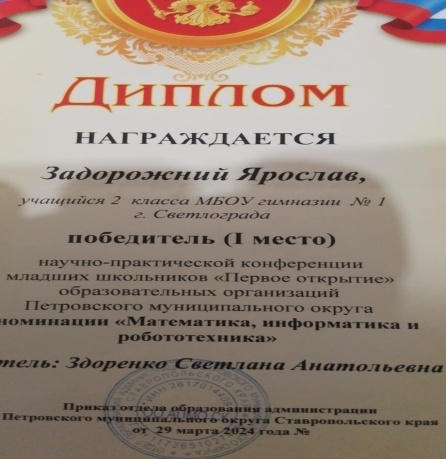 Диплом
НАГРАЖДАЕТСЯ
Задорожний Ярослав,
учащийся 2 класса МБОУ гимназии № 1
г. Светлограда
победитель (I место)
научно-практической конференции
младших школьников «Первое открытие»
образовательных организаций
Петровского муниципального округа
номинации «Математика, информатика и
робототехника»
тель: Здоренко Светлана Анатольевна
Приказ отдела образования администрации
Петровского муниципального округа Ставропольского края
от 29 марта 2024 года №